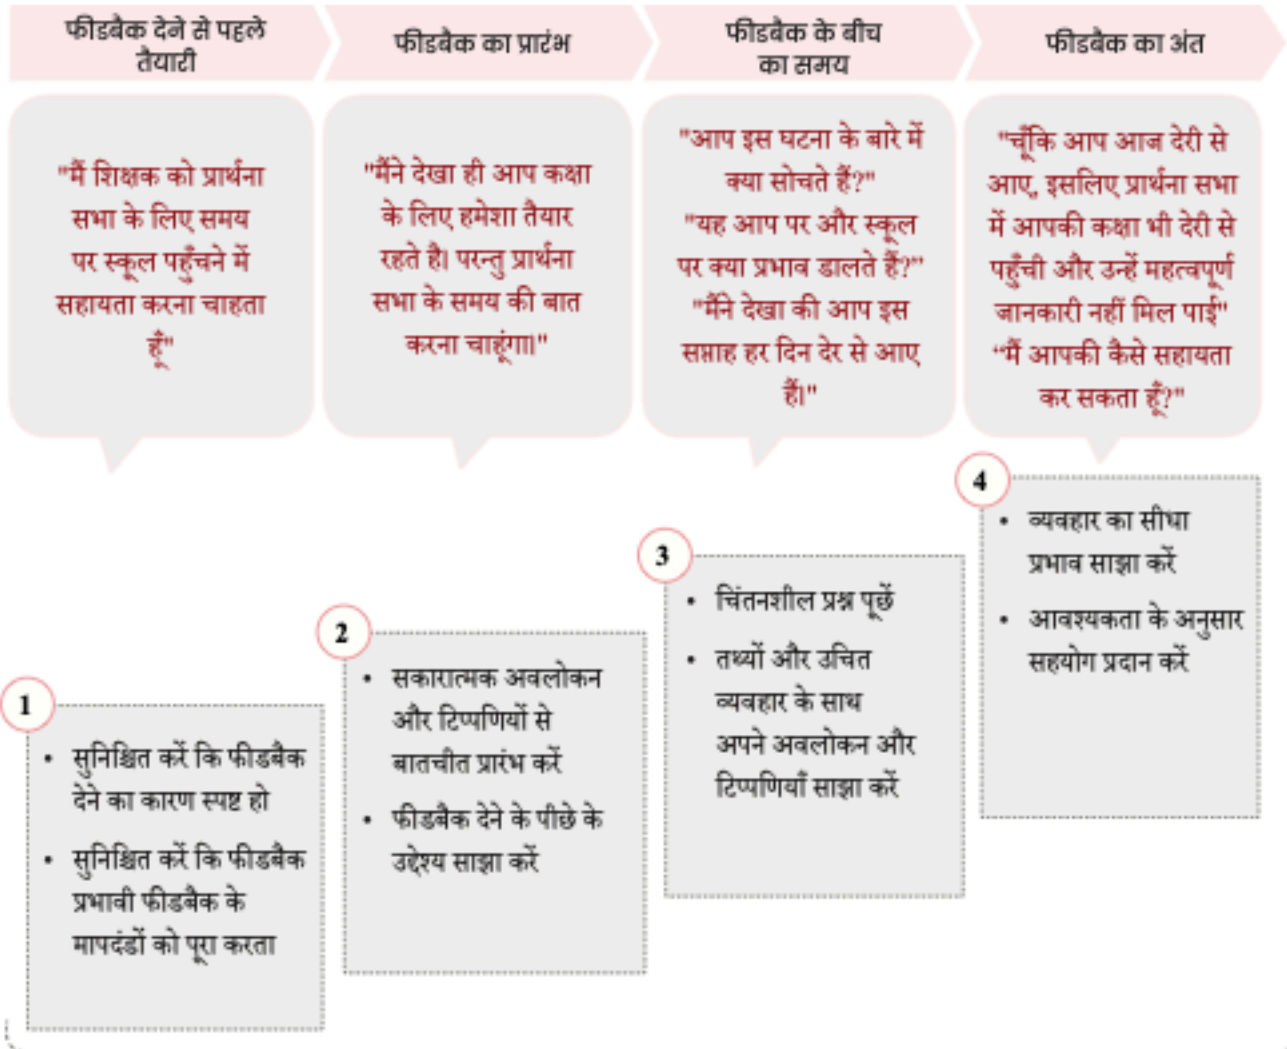 फीडबैक देने से पहले
तैयारी
फीडबैक का प्रारंभ
फीडबैक के बीच
का समय
फीडबैक का अंत
"मैं शिक्षक को प्रार्थना
सभा के लिए समय
पर स्कूल पहुँचने में
सहायता करना चाहता
हूँ"
"मैंने देखा ही आप कक्षा
के लिए हमेशा तैयार
रहते है। परन्तु प्रार्थना
सभा के समय की बात
करना चाहूंगा।"
"आप इस घटना के बारे में
क्या सोचते हैं?"
"यह आप पर और स्कूल
पर क्या प्रभाव डालते हैं?”
"मैंने देखा की आप इस
सप्ताह हर दिन देर से आए
हैं।"
"चूँकि आप आज देरी से
आए, इसलिए प्रार्थना सभा
में आपकी कक्षा भी देरी से
पहुँची और उन्हें महत्वपूर्ण
जानकारी नहीं मिल पाई"
“मैं आपकी कैसे सहायता
कर सकता हूँ?"
1
• सुनिश्चित करें कि फीडबैक
देने का कारण स्पष्ट हो
• सुनिश्चित करें कि फीडबैक
प्रभावी फीडबैक के
मापदंडों को पूरा करता
2
• सकारात्मक अवलोकन
और टिप्पणियों से
बातचीत प्रारंभ करें
• फीडबैक देने के पीछे के
उद्देश्य साझा करें
3
• चिंतनशील प्रश्न पूछें
• तथ्यों और उचित
व्यवहार के साथ
अपने अवलोकन और
टिप्पणियाँ साझा करें
4
• व्यवहार का सीधा
प्रभाव साझा करें
• आवश्यकता के अनुसार
सहयोग प्रदान करें